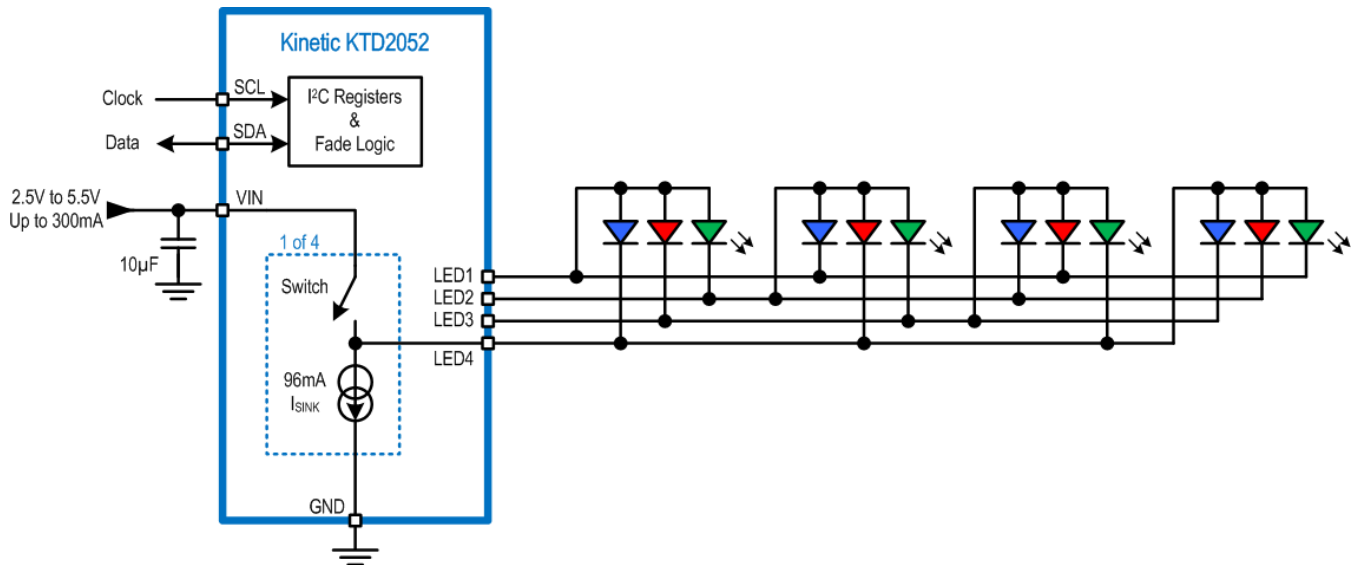 Kinetic KTD2052
Clock
SCL
I²C Registers
&
Fade Logic
Data
SDA
2.5V to 5.5V
Up to 300mA
VIN
10µF
1 of 4
Switch
LED1
LED2
LED3
LED4
96mA
I_SINK
GND